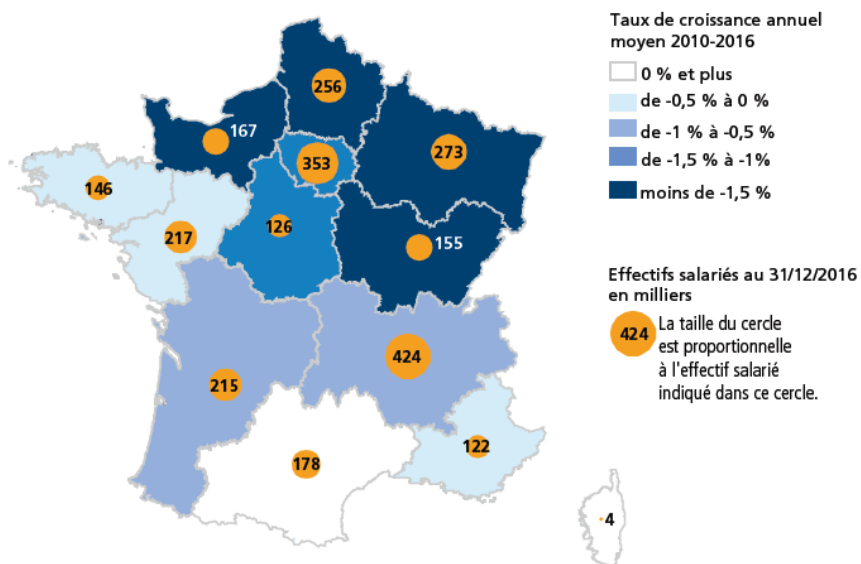 Taux de croissance annuel
moyen 2010-2016
0 % et plus
de -0,5 % à 0 %
de -1 % à -0,5 %
de -1,5 % à -1%
moins de -1,5 %
Effectifs salariés au 31/12/2016
en milliers
424
La taille du cercle
est proportionnelle
à l'effectif salarié
indiqué dans ce cercle.
256
167
353
273
146
217
126
155
215
424
178
122
4